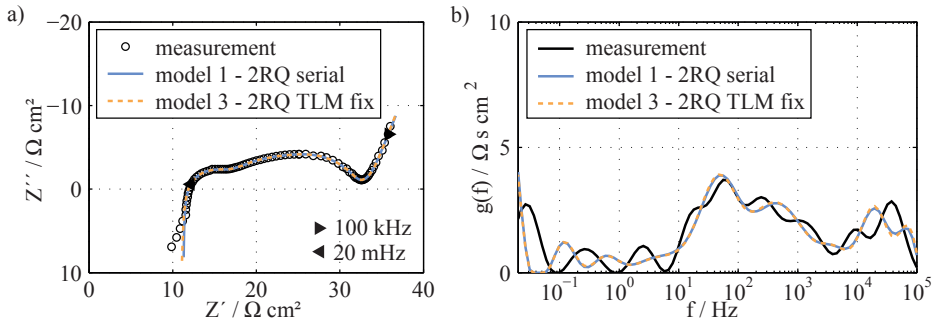 a)
−20
−10
0
10
Z´´ / Ω cm²
measurement
model 1 - 2RQ serial
model 3 - 2RQ TLM fix
100 kHz
20 mHz
0 10 20 30 40
Z´ / Ω cm²
b)
10
5
0
g(f) / Ω s cm²
measurement
model 1 - 2RQ serial
model 3 - 2RQ TLM fix
10⁻¹ 10⁰ 10¹ 10² 10³ 10⁴ 10⁵
f / Hz